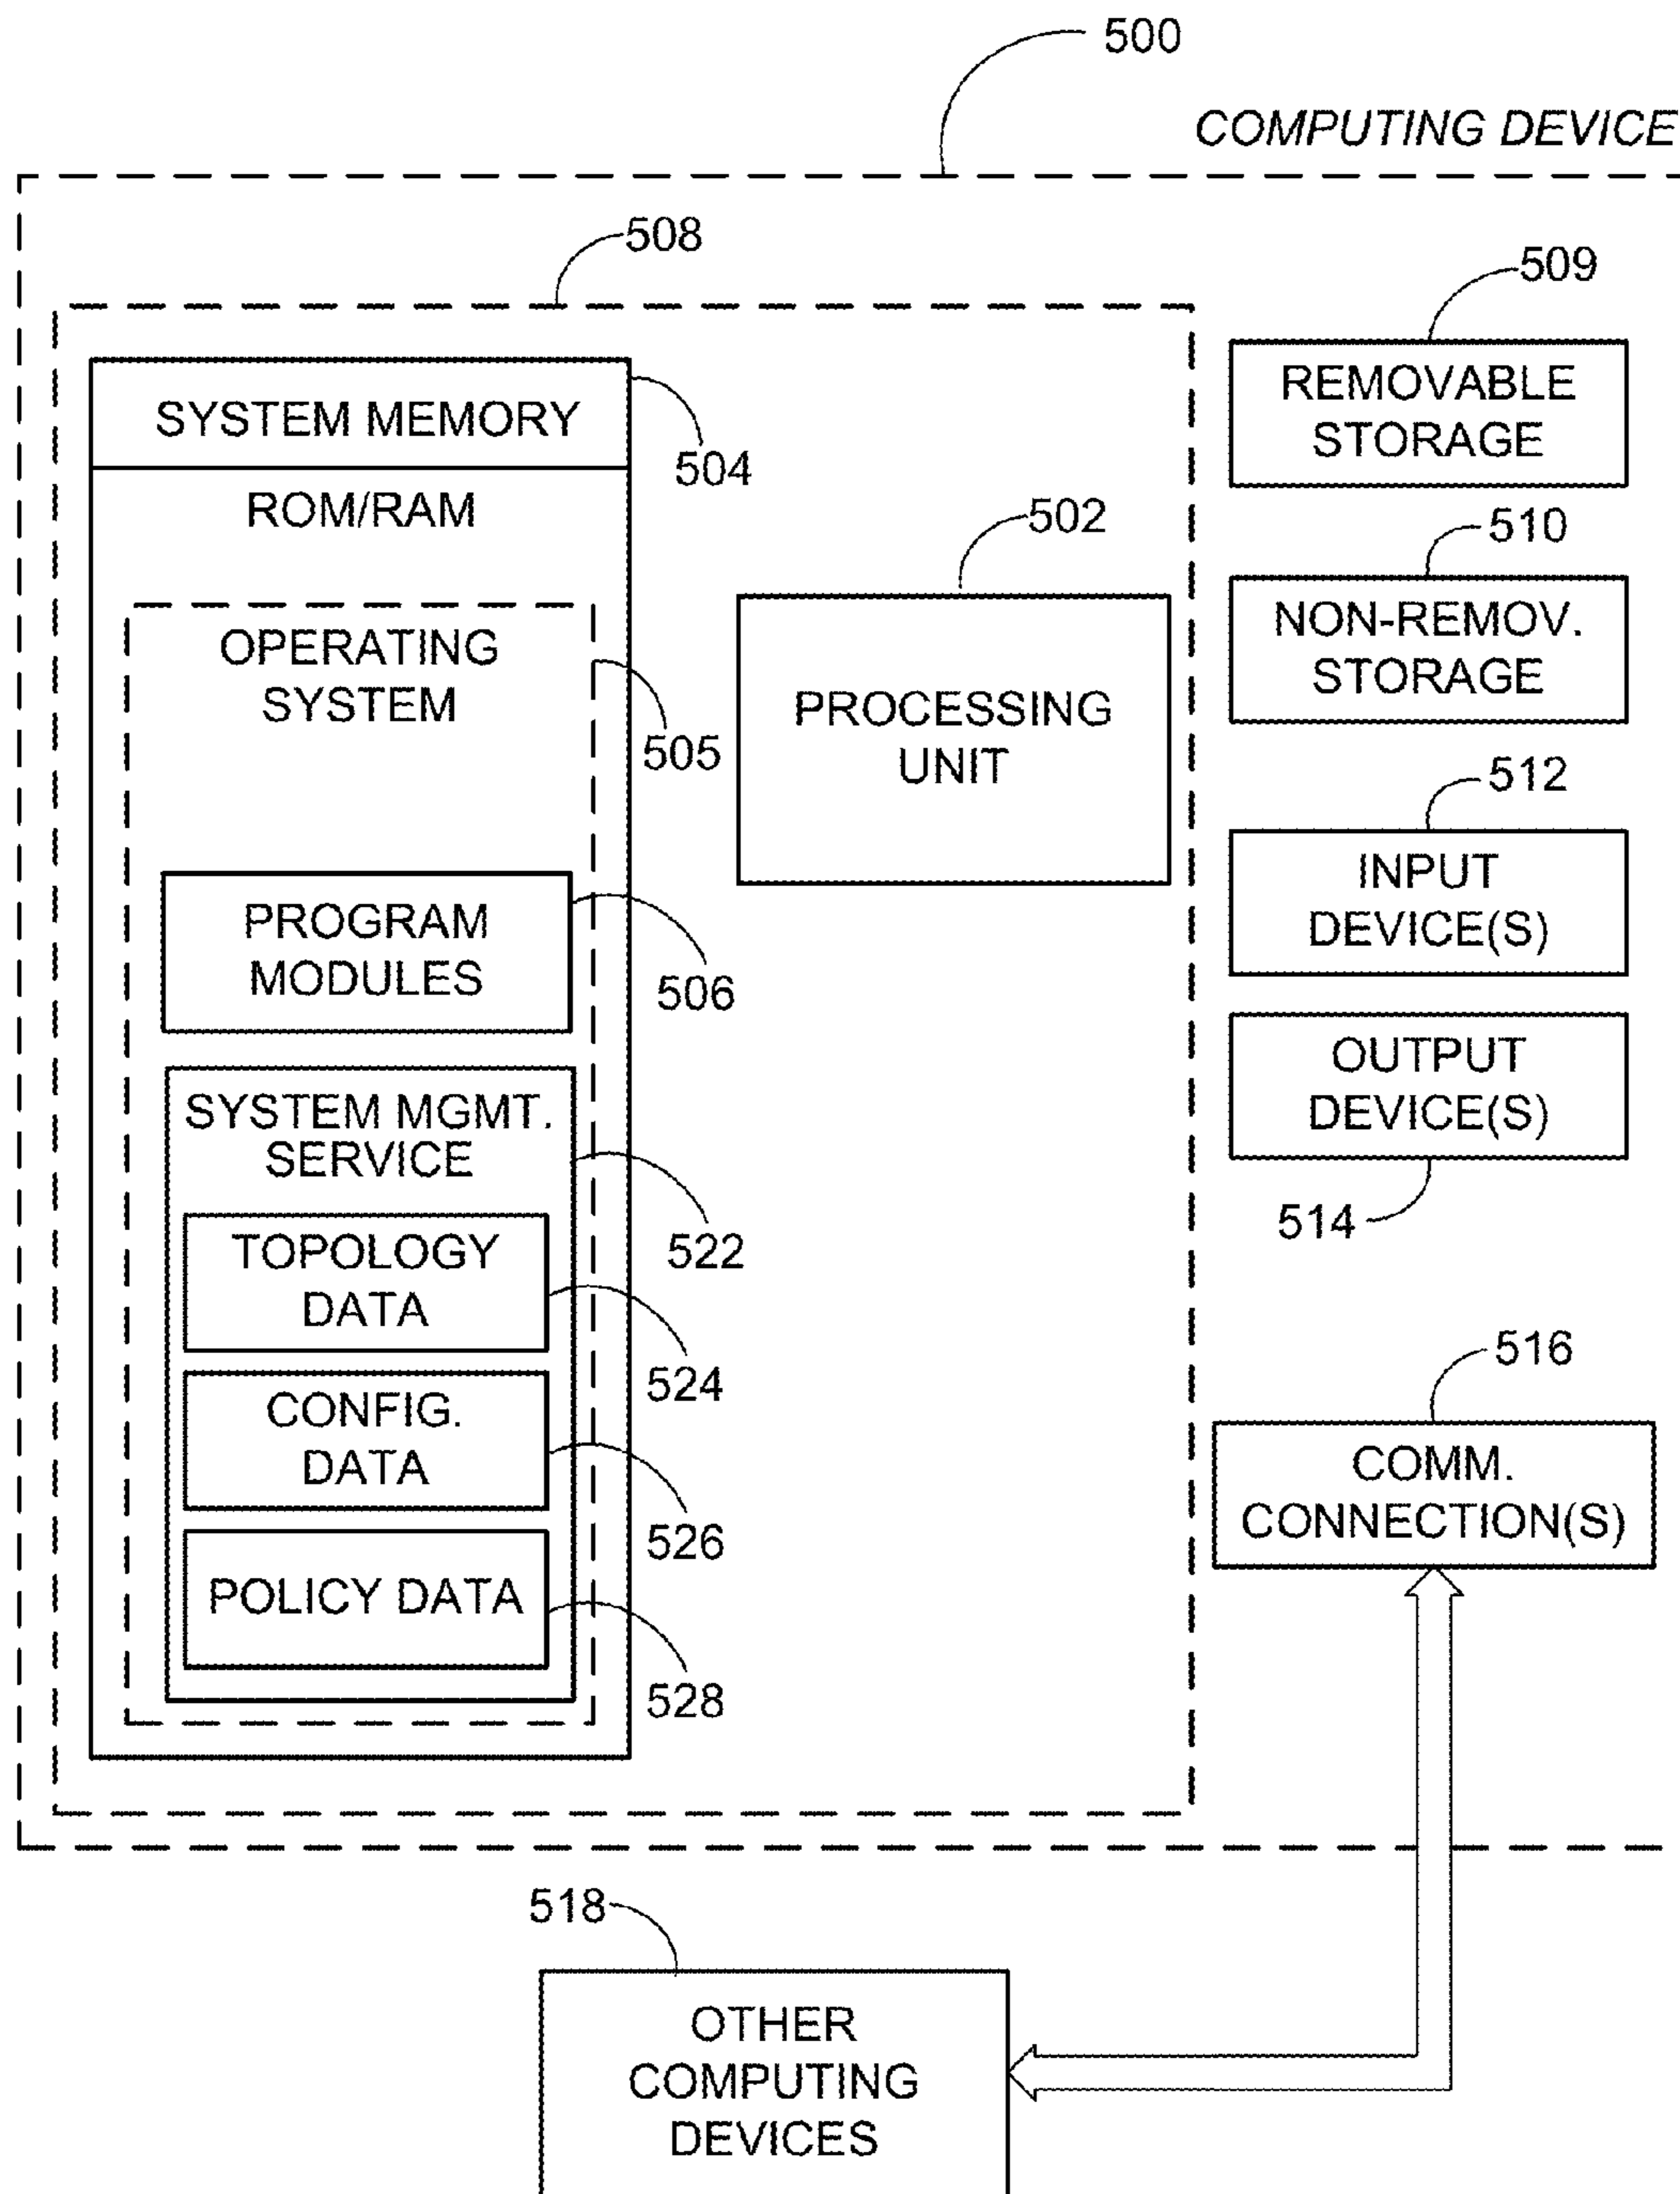 500
COMPUTING DEVICE
508
509
REMOVABLE
STORAGE
SYSTEM MEMORY
504
ROM/RAM
502
510
NON-REMOV.
STORAGE
OPERATING
SYSTEM
505
PROCESSING
UNIT
512
INPUT
DEVICE(S)
PROGRAM
MODULES
506
OUTPUT
DEVICE(S)
514
SYSTEM MGMT.
SERVICE
522
TOPOLOGY
DATA
524
516
COMM.
CONNECTION(S)
CONFIG.
DATA
526
POLICY DATA
528
518
OTHER
COMPUTING
DEVICES